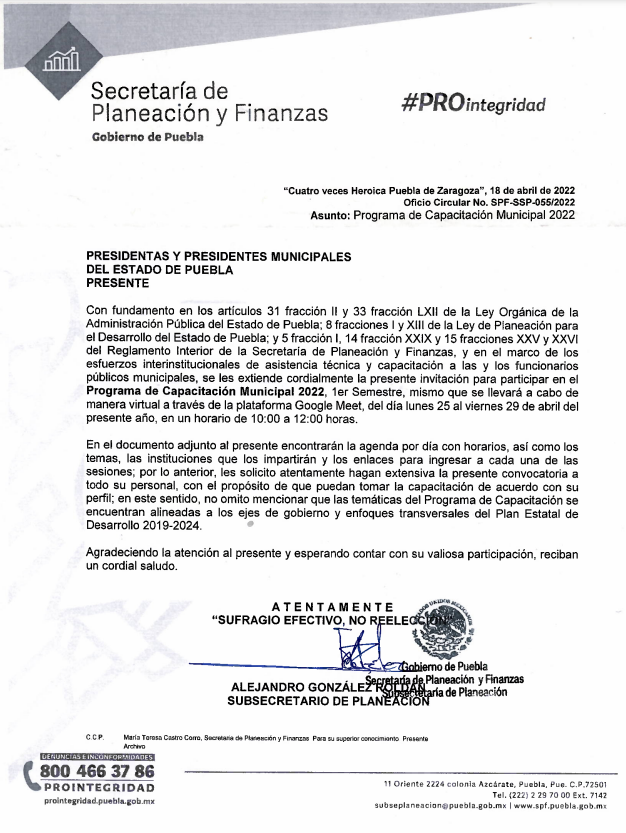 Secretaría de
Planeación y Finanzas
Gobierno de Puebla
#PROintegridad
“Cuatro veces Heroica Puebla de Zaragoza”, 18 de abril de 2022
Oficio Circular No. SPF-SSP-055/2022
Asunto: Programa de Capacitación Municipal 2022
PRESIDENTAS Y PRESIDENTES MUNICIPALES
DEL ESTADO DE PUEBLA
PRESENTE
Con fundamento en los artículos 31 fracción II y 33 fracción LXII de la Ley Orgánica de la
Administración Pública del Estado de Puebla; 8 fracciones I y XIII de la Ley de Planeación para
el Desarrollo del Estado de Puebla; y 5 fracción I, 14 fracción XXIX y 15 fracciones XXV y XXVI
del Reglamento Interior de la Secretaría de Planeación y Finanzas, y en el marco de los
esfuerzos interinstitucionales de asistencia técnica y capacitación a las y los funcionarios
públicos municipales, se les extiende cordialmente la presente invitación para participar en el
Programa de Capacitación Municipal 2022, 1er Semestre, mismo que se llevará a cabo de
manera virtual a través de la plataforma Google Meet, del día lunes 25 al viernes 29 de abril del
presente año, en un horario de 10:00 a 12:00 horas.
En el documento adjunto al presente encontrarán la agenda por día con horarios, así como los
temas, las instituciones que los impartirán y los enlaces para ingresar a cada una de las
sesiones; por lo anterior, les solicito atentamente hagan extensiva la presente convocatoria a
todo su personal, con el propósito de que puedan tomar la capacitación de acuerdo con su
perfil; en este sentido, no omito mencionar que las temáticas del Programa de Capacitación se
encuentran alineadas a los ejes de gobierno y enfoques transversales del Plan Estatal de
Desarrollo 2019-2024.
Agradeciendo la atención al presente y esperando contar con su valiosa participación, reciban
un cordial saludo.
ATENTAMENTE
“SUFRAGIO EFECTIVO, NO REELECCIÓN”
ESTADOS UNIDOS MEXICANOS
Gobierno de Puebla
Secretaría de Planeación y Finanzas
Subsecretaría de Planeación
ALEJANDRO GONZÁLEZ ROLDÁN
SUBSECRETARIO DE PLANEACIÓN
C.C.P. María Teresa Castro Corro, Secretaria de Planeación y Finanzas Para su superior conocimiento Presente
Archivo
DENUNCIAS E INCONFORMIDADES
800 466 37 86
PROINTEGRIDAD
prointegridad.puebla.gob.mx
11 Oriente 2224 colonia Azcárate, Puebla, Pue. C.P.72501
Tel. (222) 2 29 70 00 Ext. 7142
subseplaneacion@puebla.gob.mx | www.spf.puebla.gob.mx